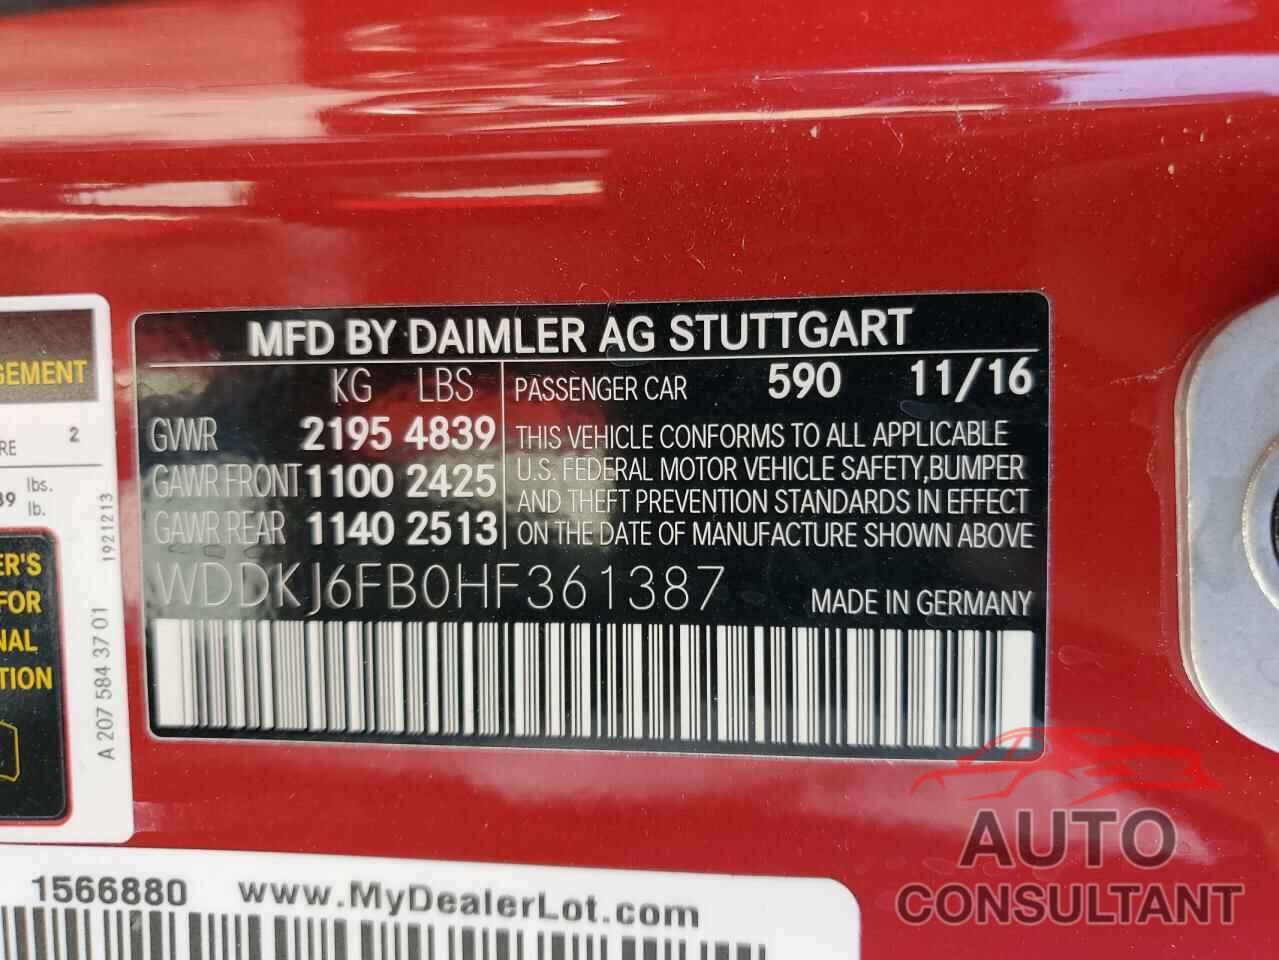 MFD BY DAIMLER AG STUTTGART
KG LBS
GVWR 2195 4839
GAWR FRONT 1100 2425
GAWR REAR 1140 2513
PASSENGER CAR 590 11/16
THIS VEHICLE CONFORMS TO ALL APPLICABLE
U.S. FEDERAL MOTOR VEHICLE SAFETY, BUMPER
AND THEFT PREVENTION STANDARDS IN EFFECT
ON THE DATE OF MANUFACTURE SHOWN ABOVE
WDDKJ6FB0HF361387 MADE IN GERMANY
GEMENT
RE 2
39 lbs.
lb.
ER'S
FOR
NAL
TION
A 207 584 37 01 1921213
1566880 www.MyDealerLot.com
AUTO
CONSULTANT